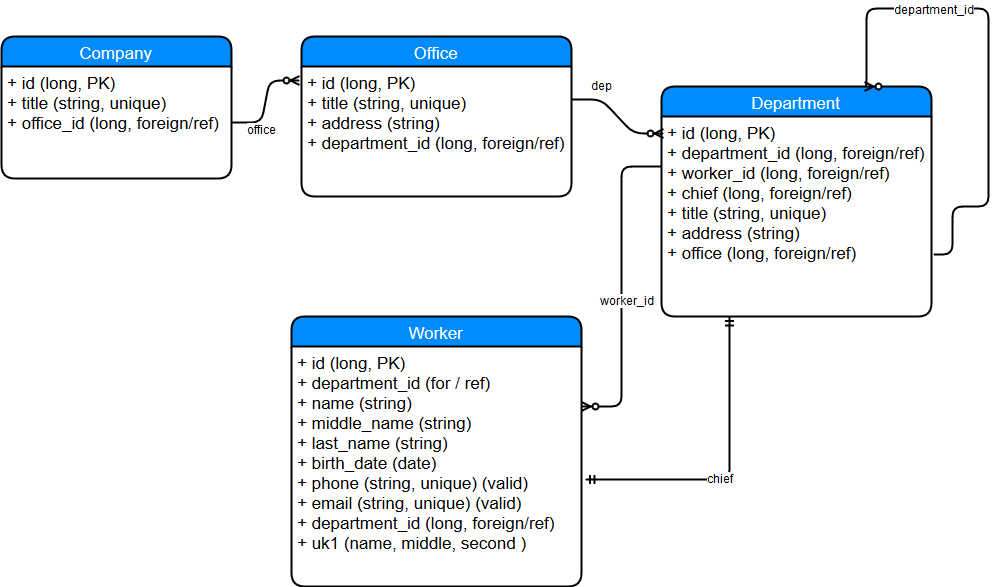 department_id
Company
+ id (long, PK)
+ title (string, unique)
+ office_id (long, foreign/ref)
office
Office
+ id (long, PK)
+ title (string, unique)
+ address (string)
+ department_id (long, foreign/ref)
dep
Department
+ id (long, PK)
+ department_id (long, foreign/ref)
+ worker_id (long, foreign/ref)
+ chief (long, foreign/ref)
+ title (string, unique)
+ address (string)
+ office (long, foreign/ref)
worker_id
Worker
+ id (long, PK)
+ department_id (for / ref)
+ name (string)
+ middle_name (string)
+ last_name (string)
+ birth_date (date)
+ phone (string, unique) (valid)
+ email (string, unique) (valid)
+ department_id (long, foreign/ref)
+ uk1 (name, middle, second )
chief